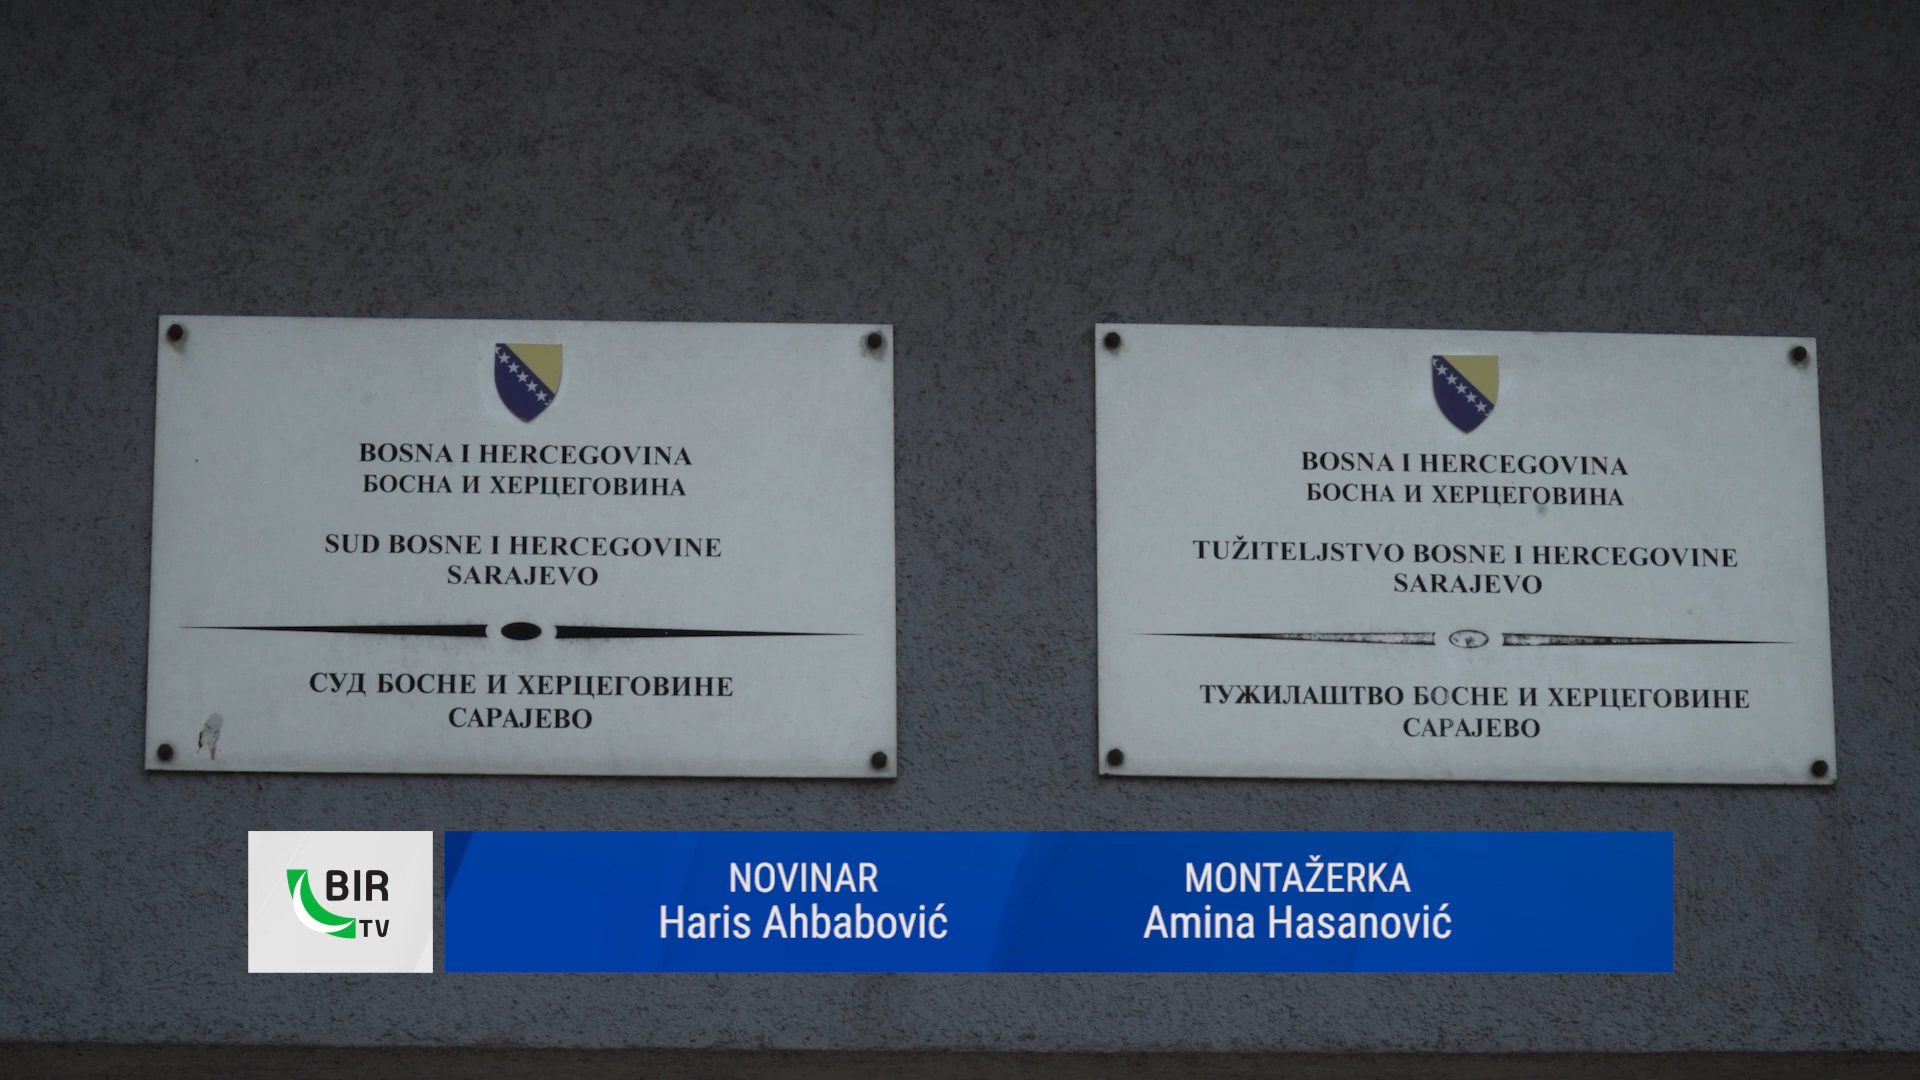 BOSNA I HERCEGOVINA
БОСНА И ХЕРЦЕГОВИНА
SUD BOSNE I HERCEGOVINE
SARAJEVO
СУД БОСНЕ И ХЕРЦЕГОВИНЕ
САРАЈЕВО
BOSNA I HERCEGOVINA
БОСНА И ХЕРЦЕГОВИНА
TUŽITELJSTVO BOSNE I HERCEGOVINE
SARAJEVO
ТУЖИЛАШТВО БОСНЕ И ХЕРЦЕГОВИНЕ
САРАЈЕВО
BIR
TV
NOVINAR
Haris Ahbabović
MONTAŽERKA
Amina Hasanović